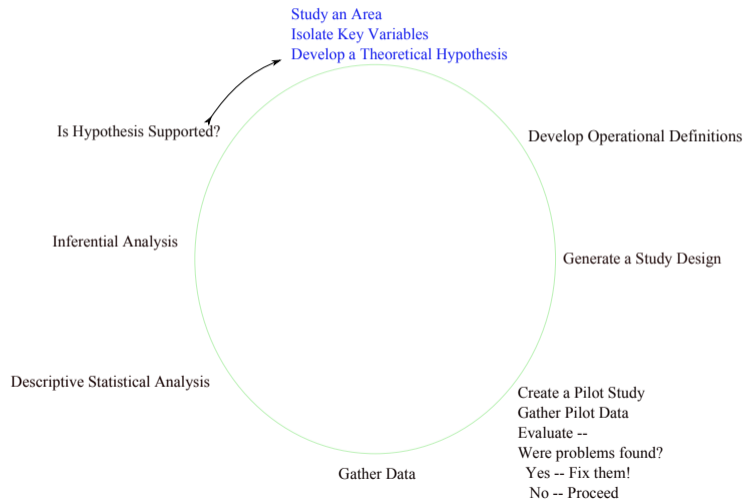 Study an Area
Isolate Key Variables
Develop a Theoretical Hypothesis
Is Hypothesis Supported?
Develop Operational Definitions
Inferential Analysis
Generate a Study Design
Descriptive Statistical Analysis
Create a Pilot Study
Gather Pilot Data
Evaluate --
Were problems found?
Yes -- Fix them!
No -- Proceed
Gather Data